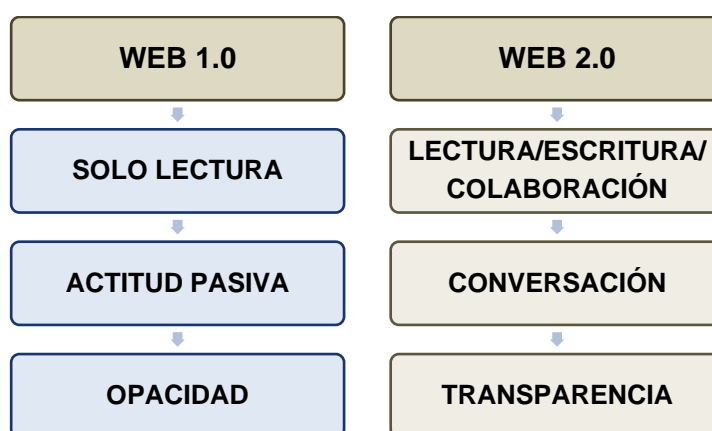 WEB 1.0
SOLO LECTURA
ACTITUD PASIVA
OPACIDAD
WEB 2.0
LECTURA/ESCRITURA/
COLABORACIÓN
CONVERSACIÓN
TRANSPARENCIA